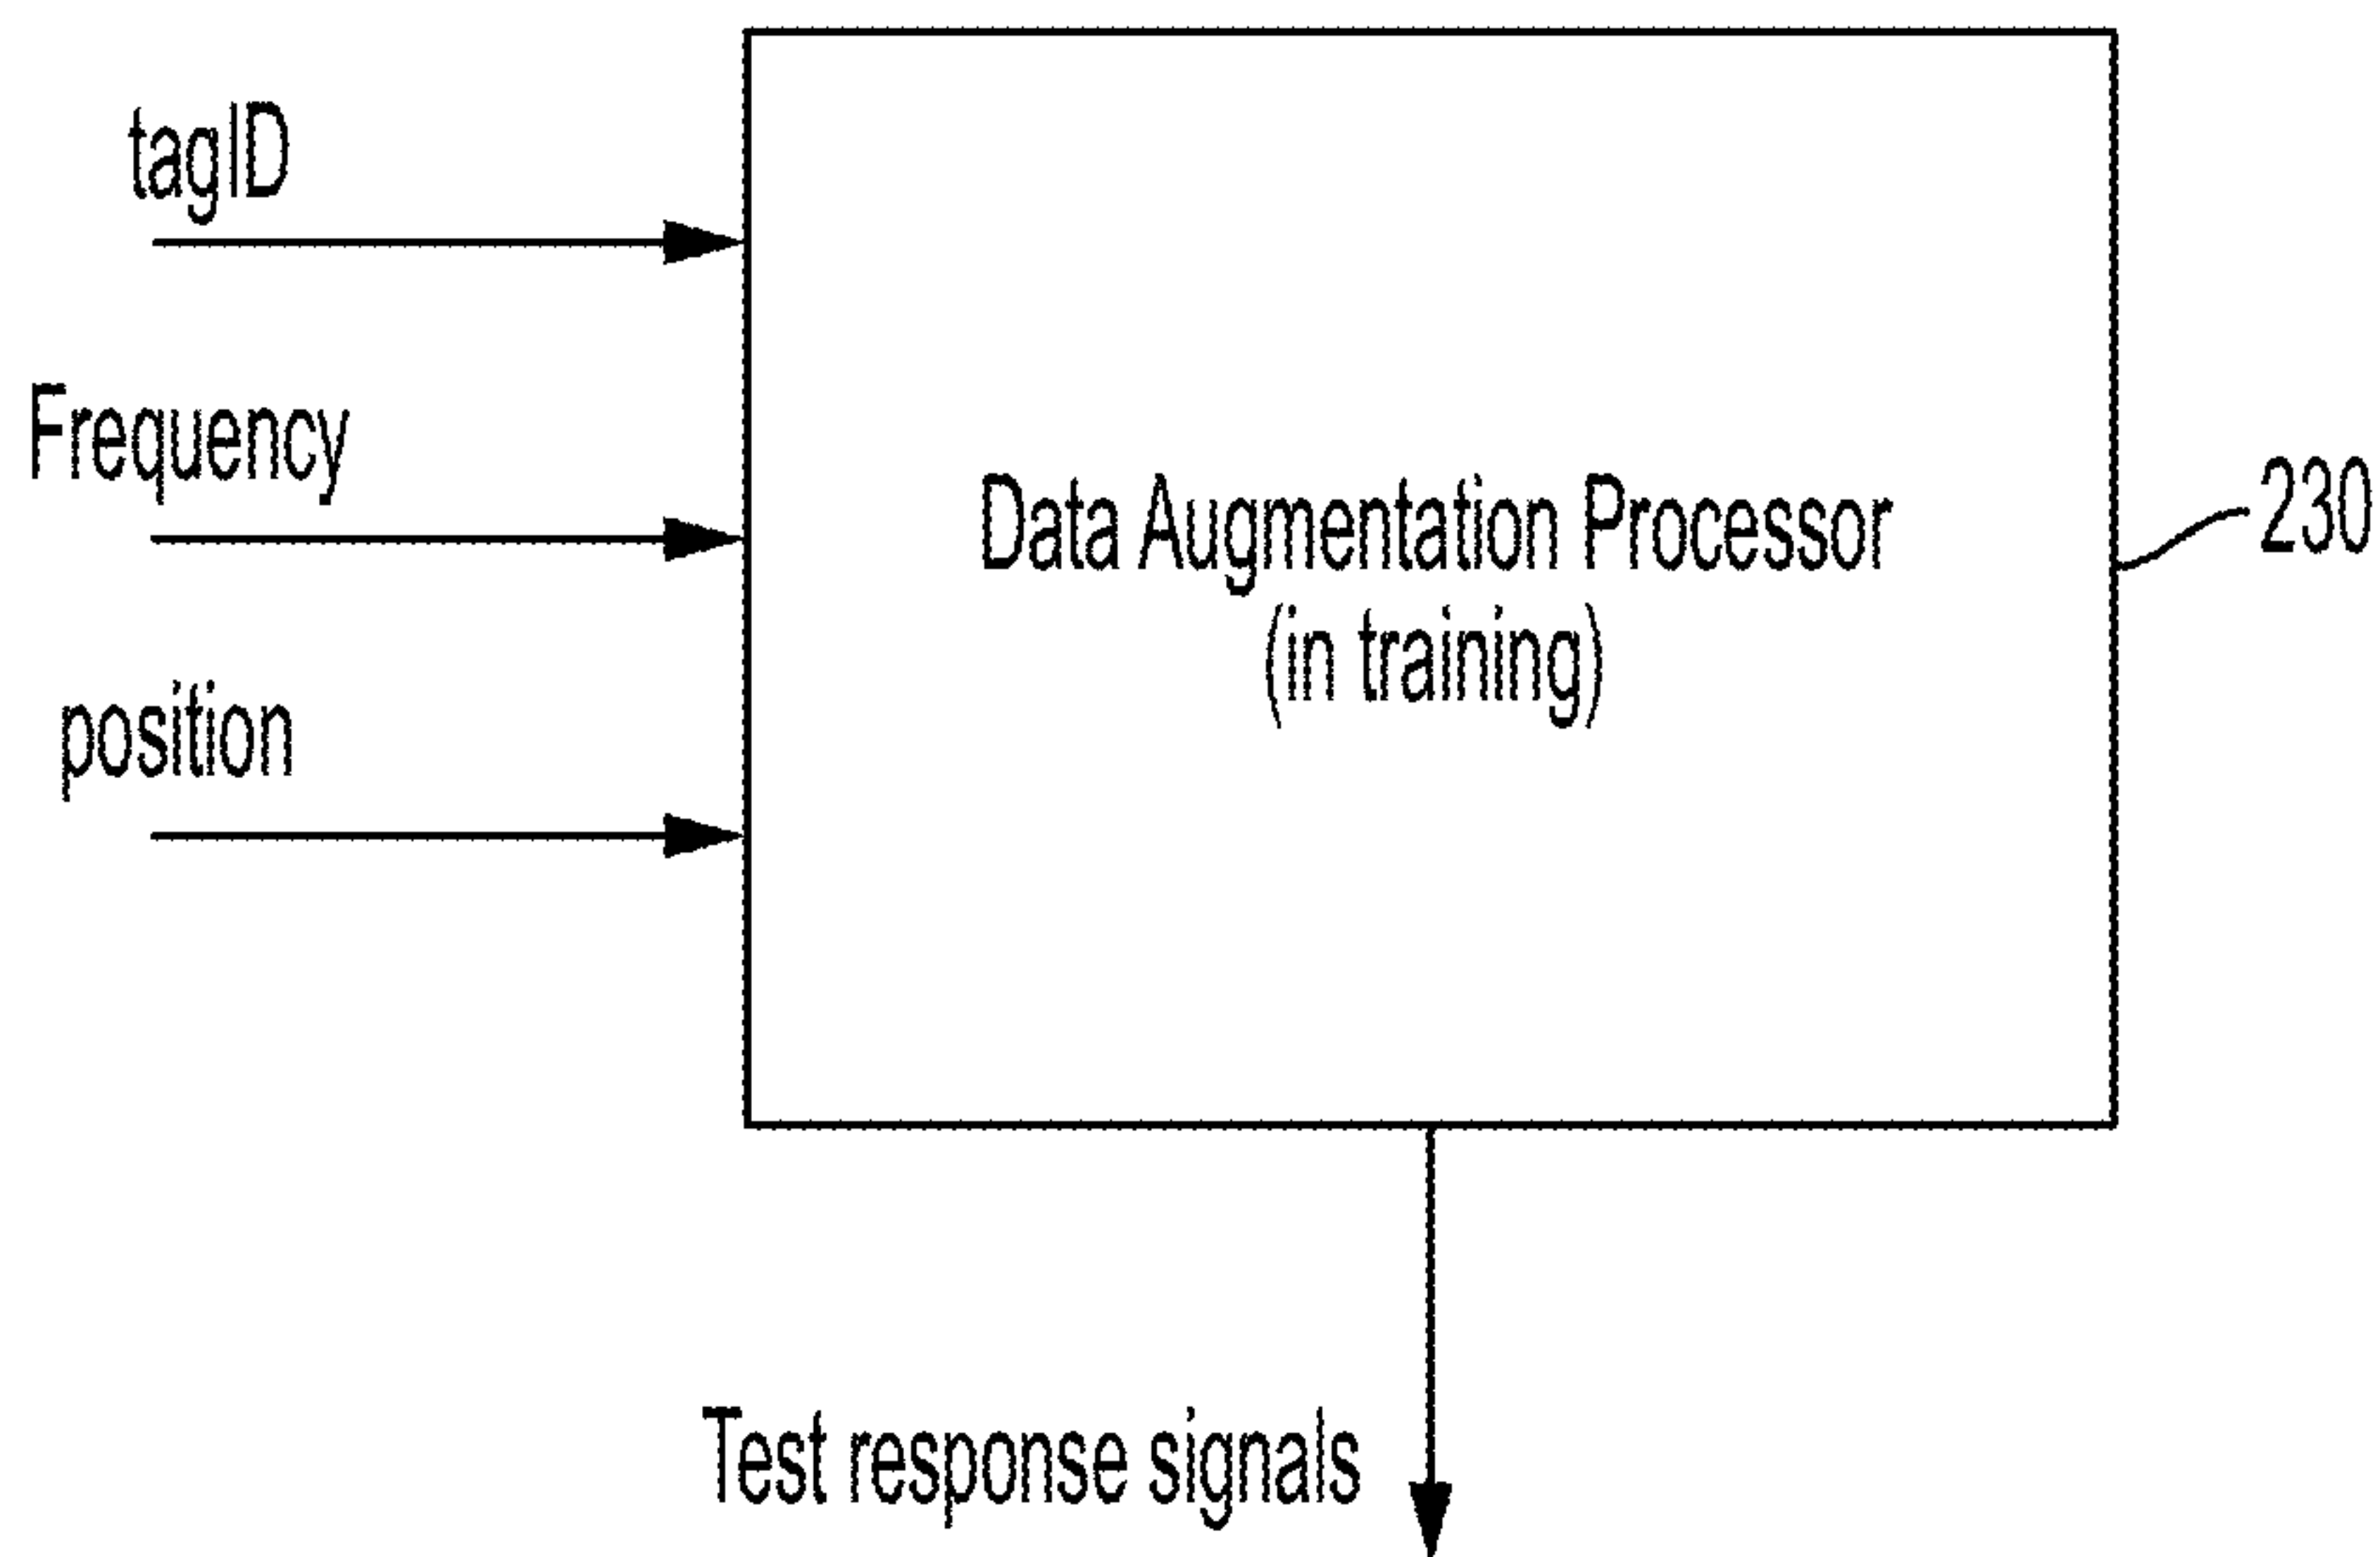 tagID
Frequency
position
Data Augmentation Processor
(in training)
230
Test response signals